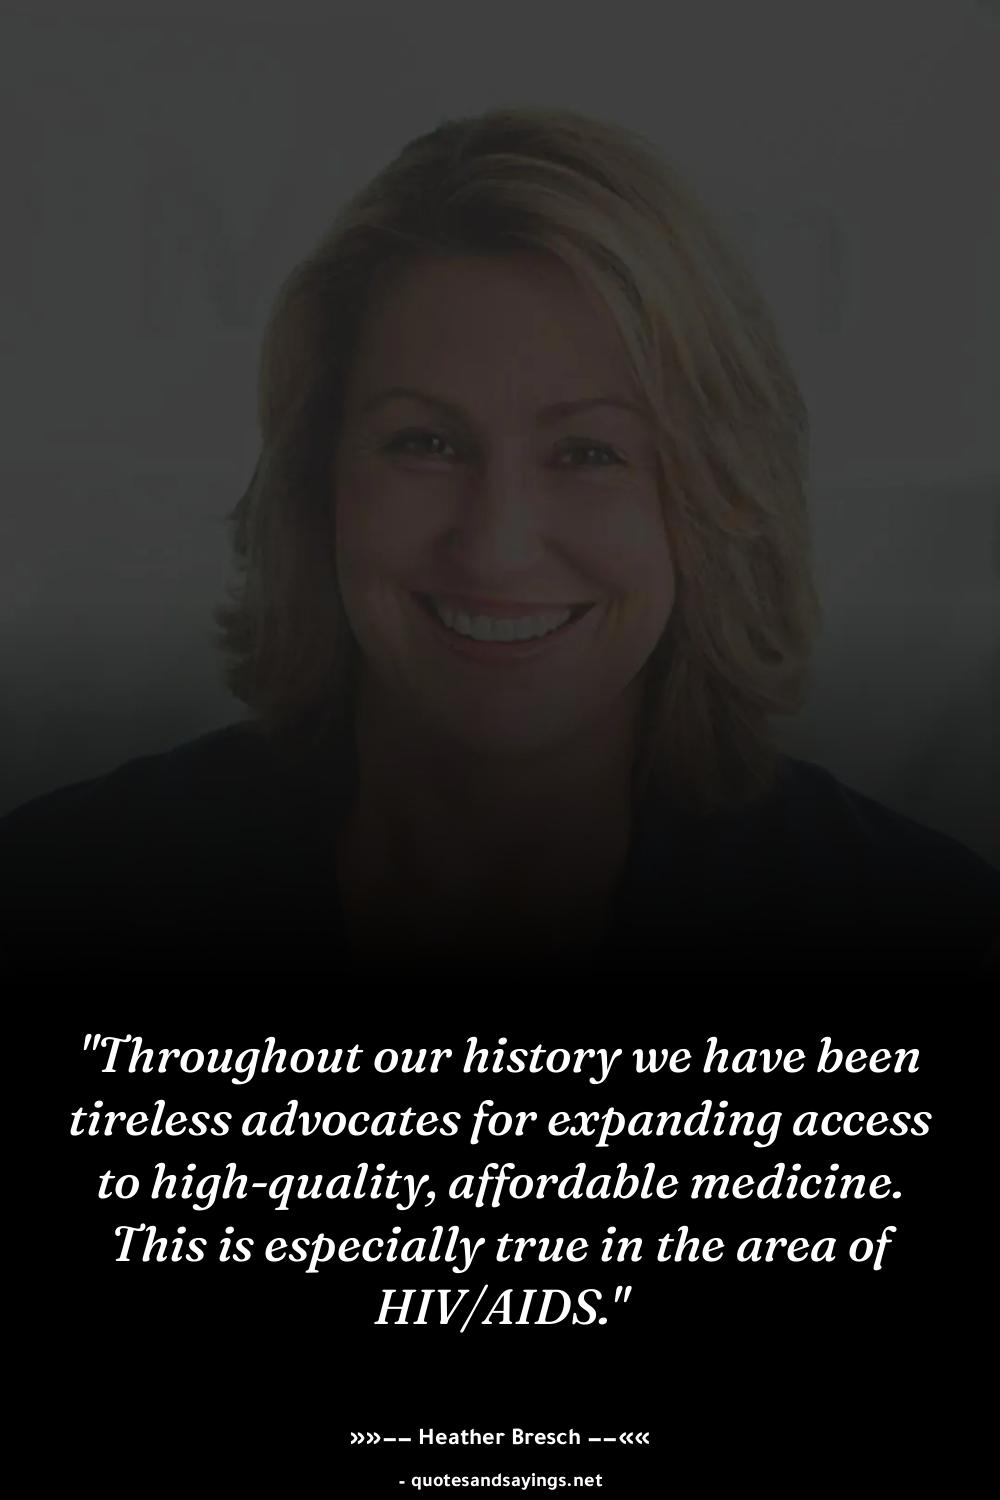 "Throughout our history we have been
tireless advocates for expanding access
to high-quality, affordable medicine.
This is especially true in the area of
HIV/AIDS."
»»–– Heather Bresch ––««
- quotesandsayings.net